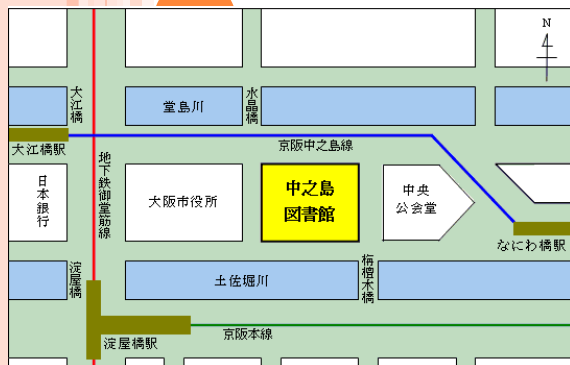 N
大江橋
堂島川
水晶橋
大江橋駅
京阪中之島線
地下鉄御堂筋線
日本銀行
大阪市役所
中之島
図書館
中央
公会堂
なにわ橋駅
淀屋橋
土佐堀川
栴檀木橋
淀屋橋駅
京阪本線